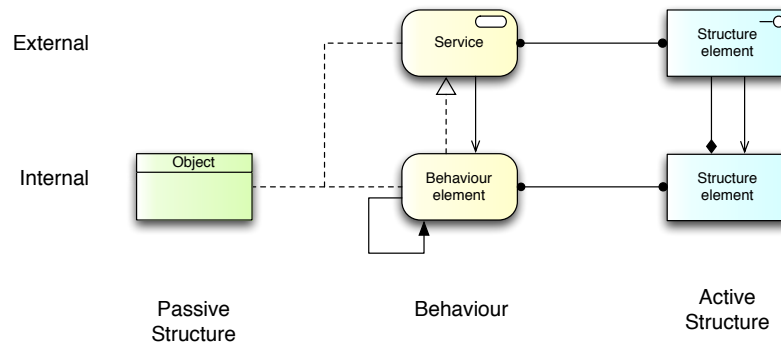 External
Service
Structure
element
Object
Internal
Behaviour
element
Structure
element
Passive
Structure
Behaviour
Active
Structure